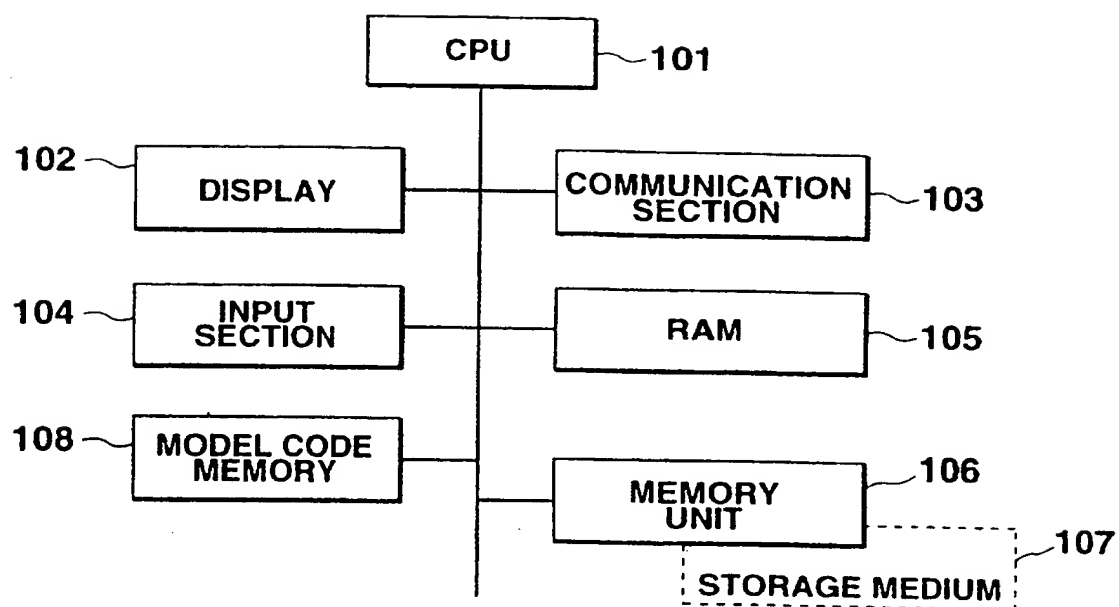 CPU
101
102
DISPLAY
COMMUNICATION
SECTION
103
104
INPUT
SECTION
RAM
105
108
MODEL CODE
MEMORY
MEMORY
UNIT
106
107
STORAGE MEDIUM